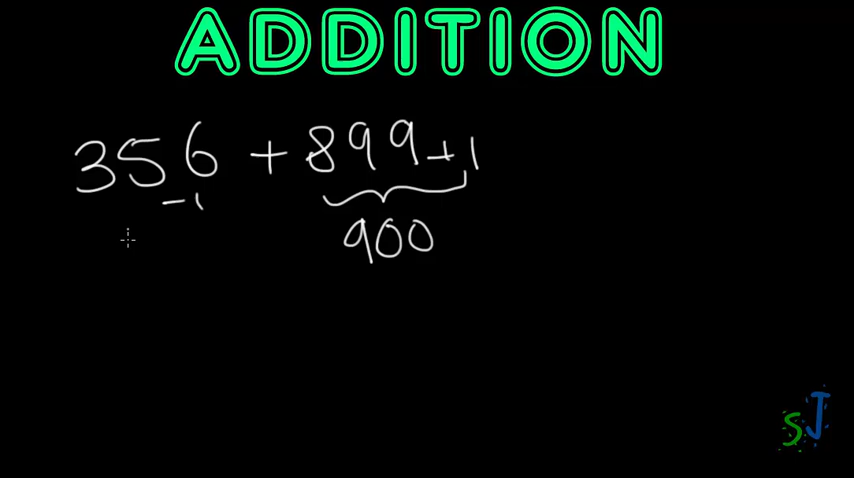 ADDITION
356 + 899 + 1
-1
900
SJ